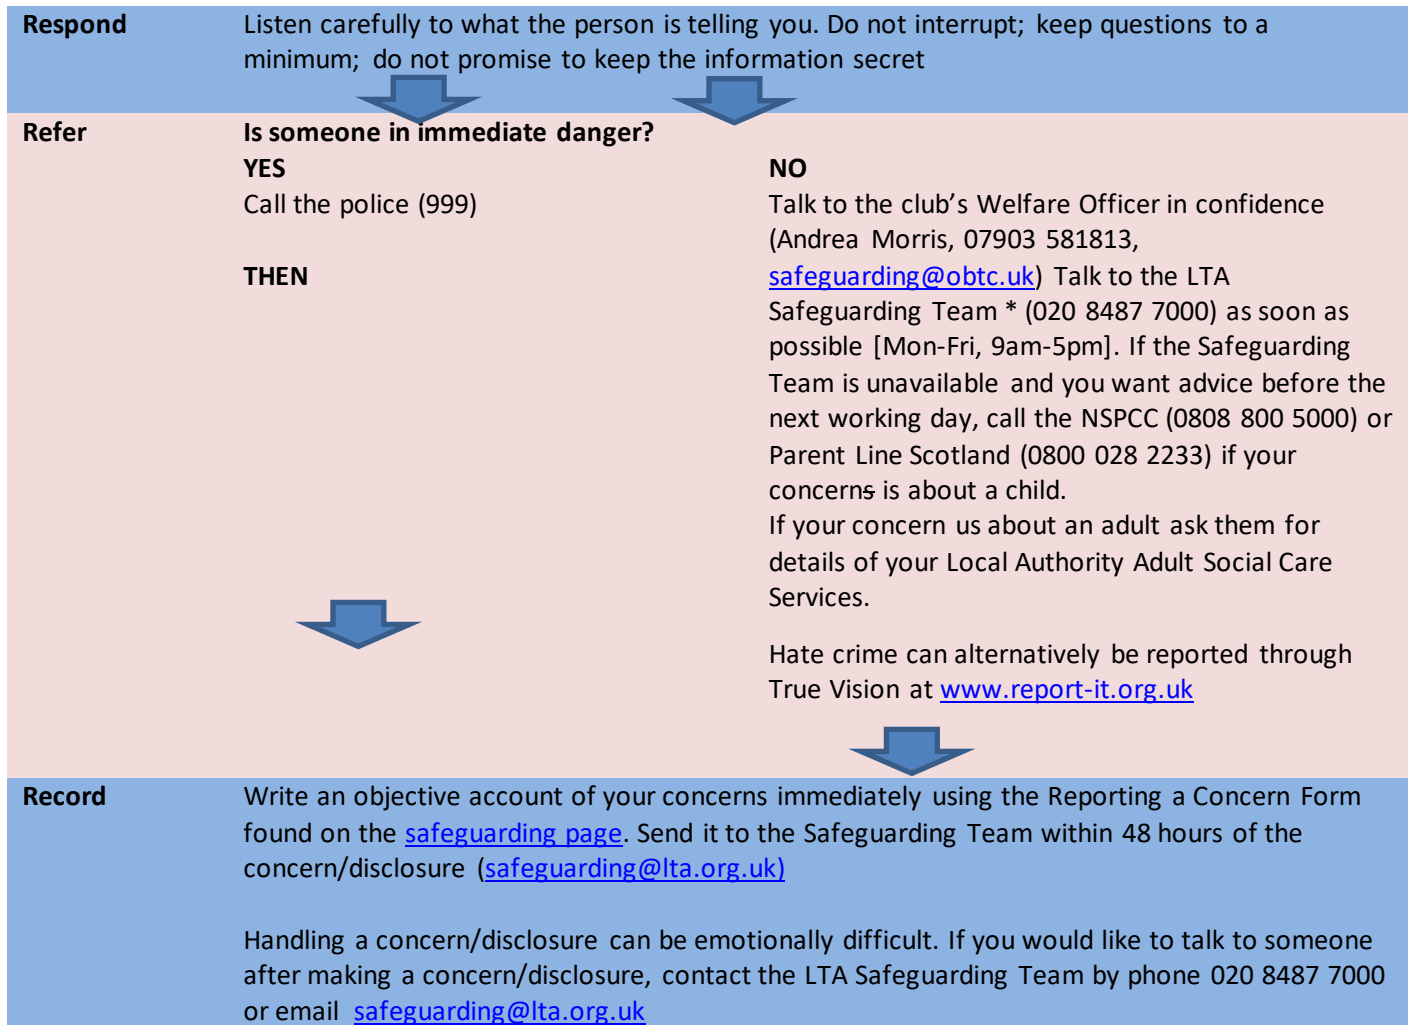 Respond
Listen carefully to what the person is telling you. Do not interrupt; keep questions to a
minimum; do not promise to keep the information secret
Refer
Is someone in immediate danger?
YES
Call the police (999)
THEN
NO
Talk to the club’s Welfare Officer in confidence
(Andrea Morris, 07903 581813,
safeguarding@obtc.uk) Talk to the LTA
Safeguarding Team * (020 8487 7000) as soon as
possible [Mon-Fri, 9am-5pm]. If the Safeguarding
Team is unavailable and you want advice before the
next working day, call the NSPCC (0808 800 5000) or
Parent Line Scotland (0800 028 2233) if your
concerns is about a child.
If your concern us about an adult ask them for
details of your Local Authority Adult Social Care
Services.
Hate crime can alternatively be reported through
True Vision at www.report-it.org.uk
Record
Write an objective account of your concerns immediately using the Reporting a Concern Form
found on the safeguarding page. Send it to the Safeguarding Team within 48 hours of the
concern/disclosure (safeguarding@lta.org.uk)
Handling a concern/disclosure can be emotionally difficult. If you would like to talk to someone
after making a concern/disclosure, contact the LTA Safeguarding Team by phone 020 8487 7000
or email safeguarding@lta.org.uk